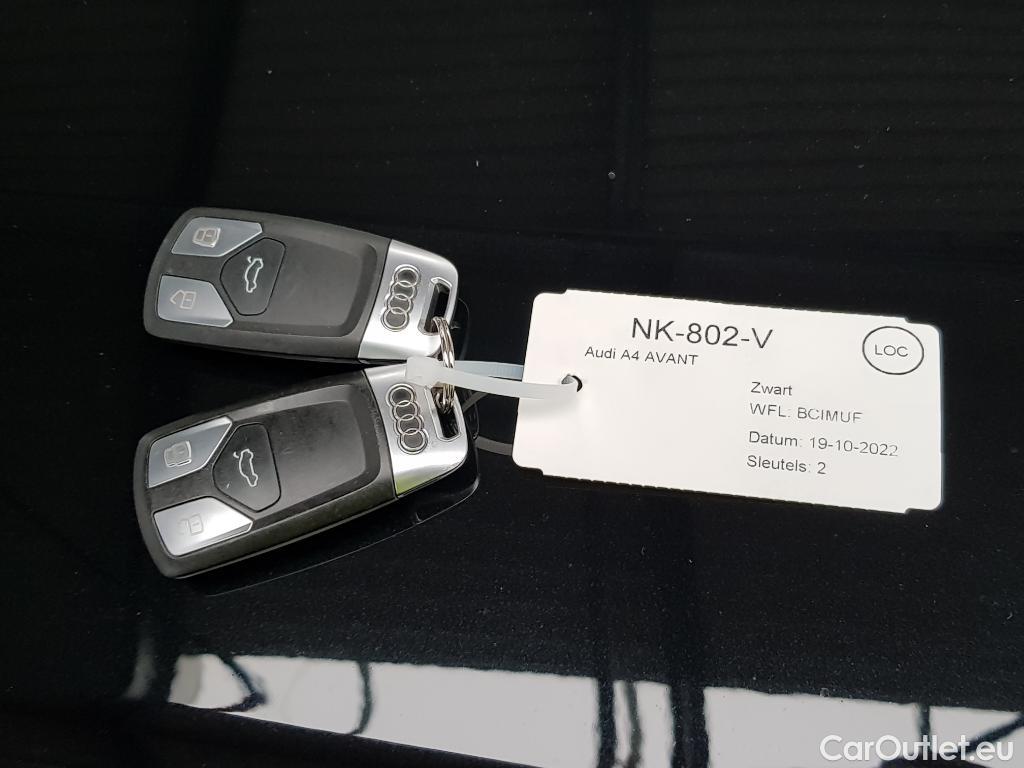 NK-802-V
LOC
Audi A4 AVANT
Zwart
WFL: BCIMUF
Datum: 19-10-2022
Sleutels: 2
CarOutlet.eu